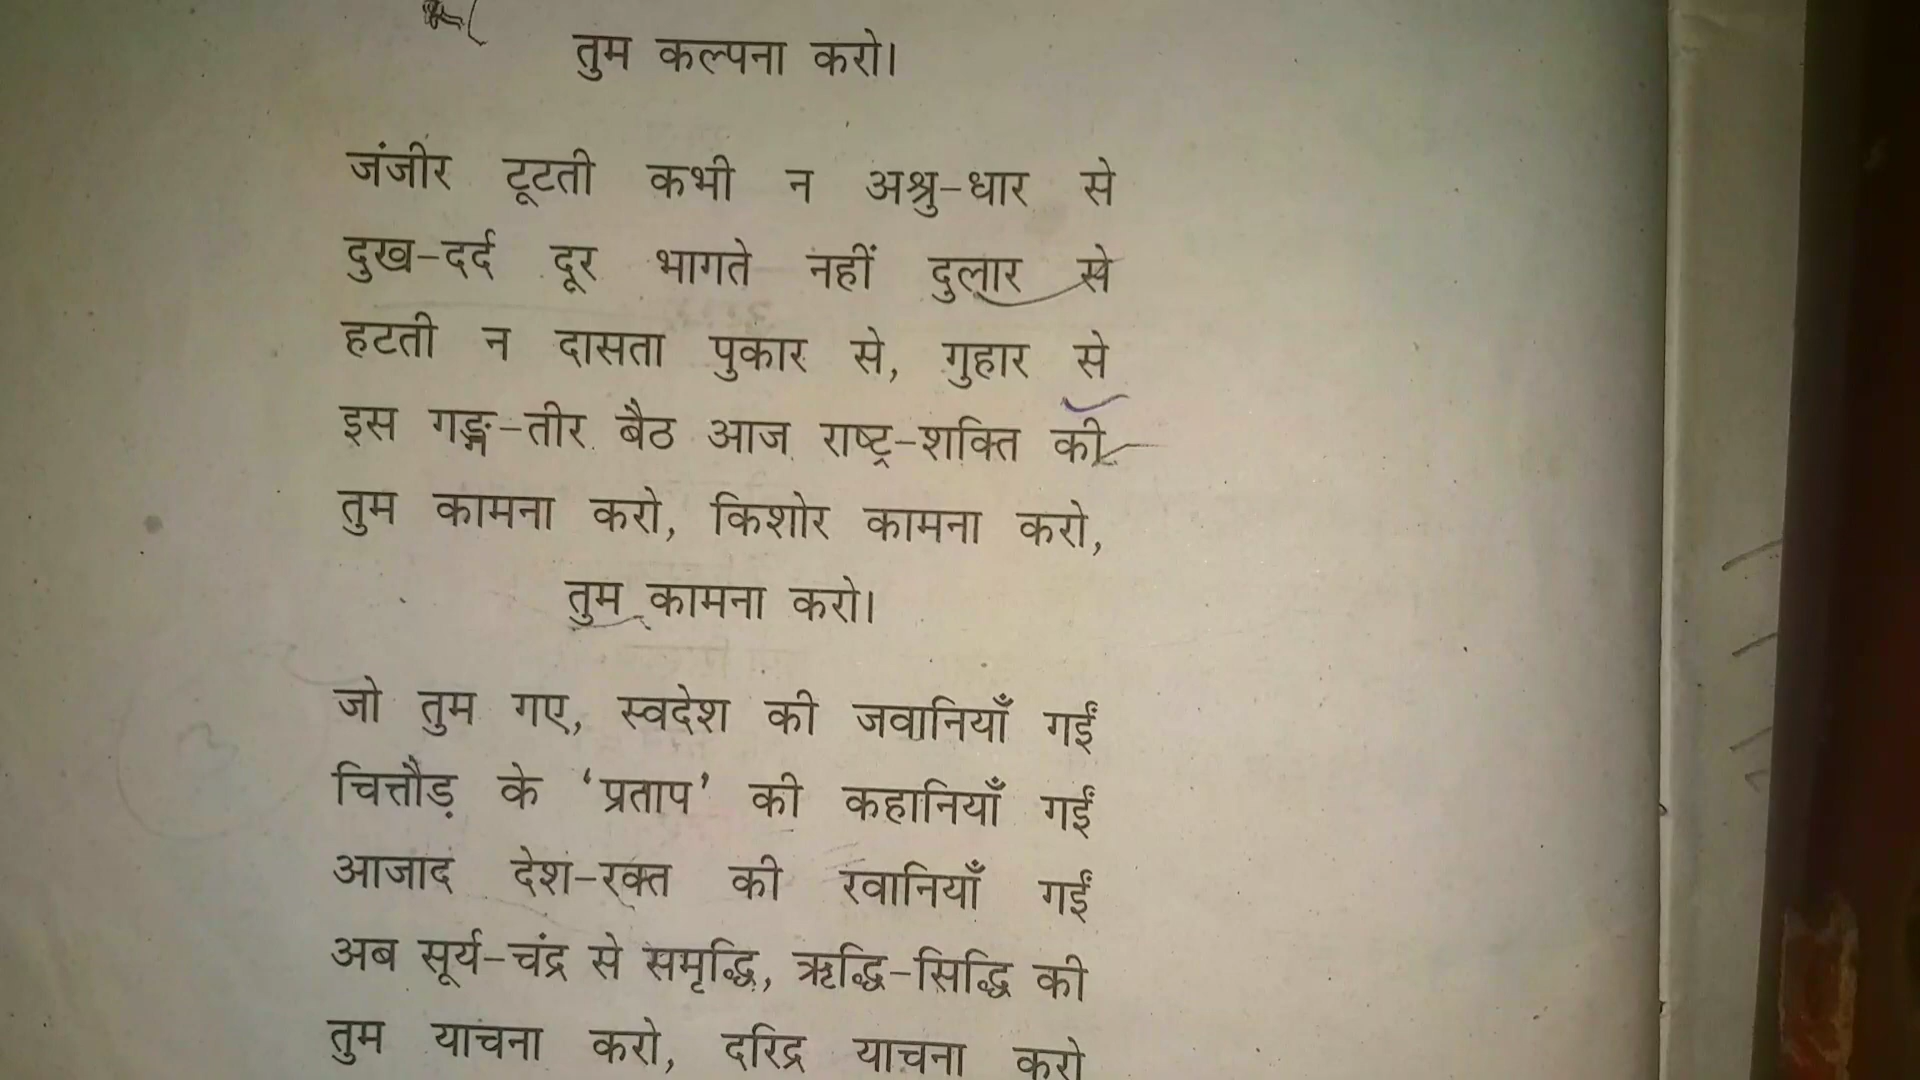 तुम कल्पना करो।
जंजीर टूटती कभी न अश्रु-धार से
दुख-दर्द दूर भागते नहीं दुलार से
हटती न दासता पुकार से, गुहार से
इस गङ्ग-तीर बैठ आज राष्ट्र-शक्ति की
तुम कामना करो, किशोर कामना करो,
तुम कामना करो।
जो तुम गए, स्वदेश की जवानियाँ गईं
चित्तौड़ के ‘प्रताप’ की कहानियाँ गईं
आजाद देश-रक्त की रवानियाँ गईं
अब सूर्य-चंद्र से समृद्धि, ऋद्धि-सिद्धि की
तुम याचना करो, दरिद्र याचना करो